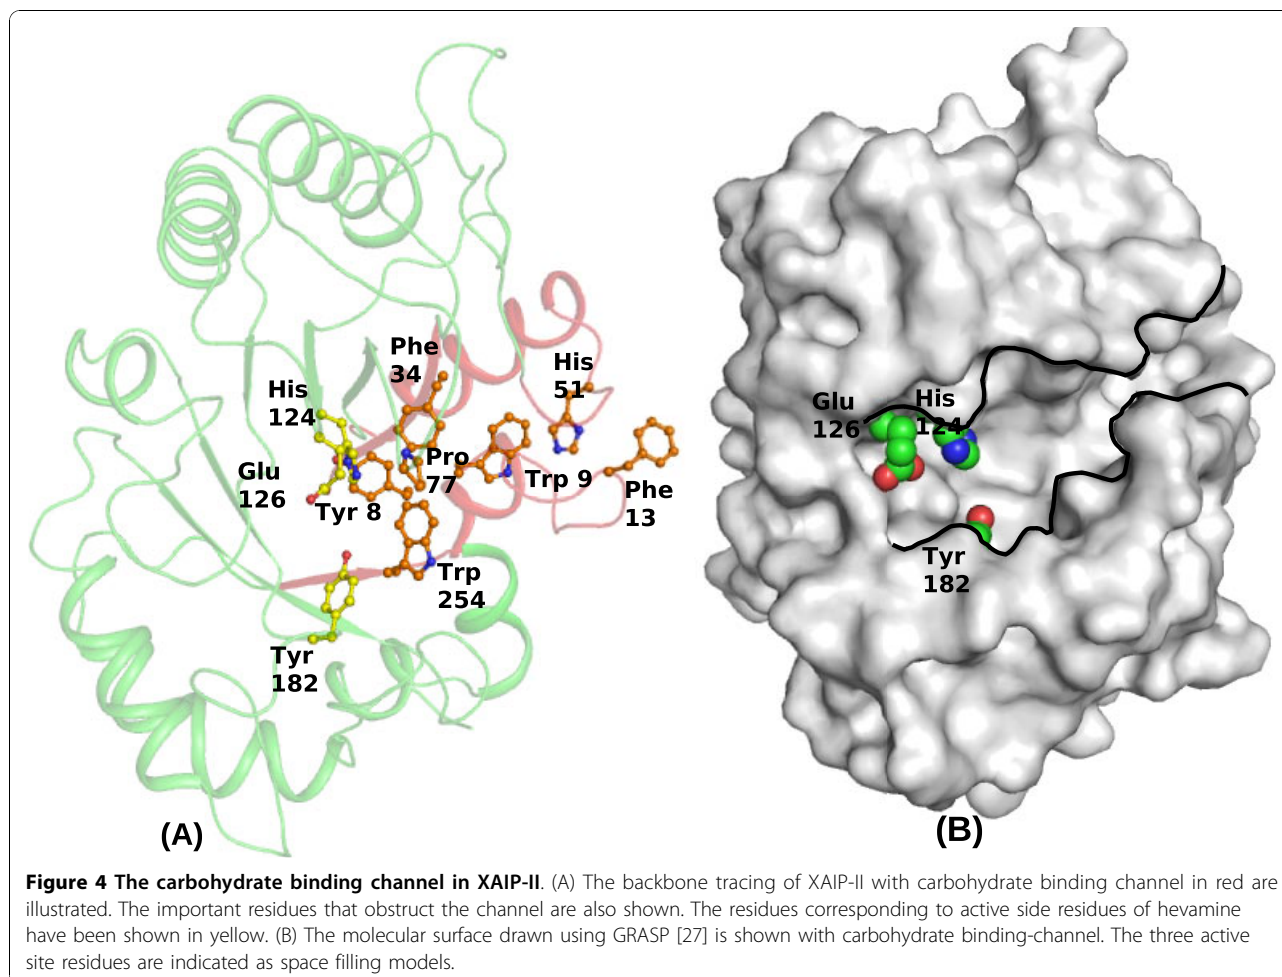 Phe
34
His
51
His
124
Glu
126
Pro
77
Trp 9
Phe
13
Tyr 8
Trp
254
Tyr
182
(A)
Glu
126
His
124
Tyr
182
(B)
Figure 4 The carbohydrate binding channel in XAIP-II. (A) The backbone tracing of XAIP-II with carbohydrate binding channel in red are
illustrated. The important residues that obstruct the channel are also shown. The residues corresponding to active side residues of hevamine
have been shown in yellow. (B) The molecular surface drawn using GRASP [27] is shown with carbohydrate binding-channel. The three active
site residues are indicated as space filling models.